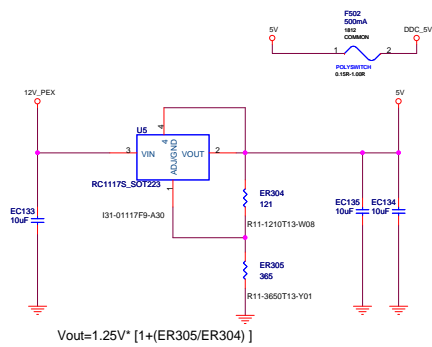 F502
500mA
1812
COMMON
5V
DDC_5V
1
2
POLYSWITCH
0.15R-1.00R
12V_PEX
5V
U5
4
4
3
VIN
ADJ/GND
VOUT
2
1
RC1117S_SOT223
I31-01117F9-A30
EC133
10uF
ER304
121
R11-1210T13-W08
ER305
365
R11-3650T13-Y01
EC135
10uF
EC134
10uF
Vout=1.25V* [1+(ER305/ER304) ]